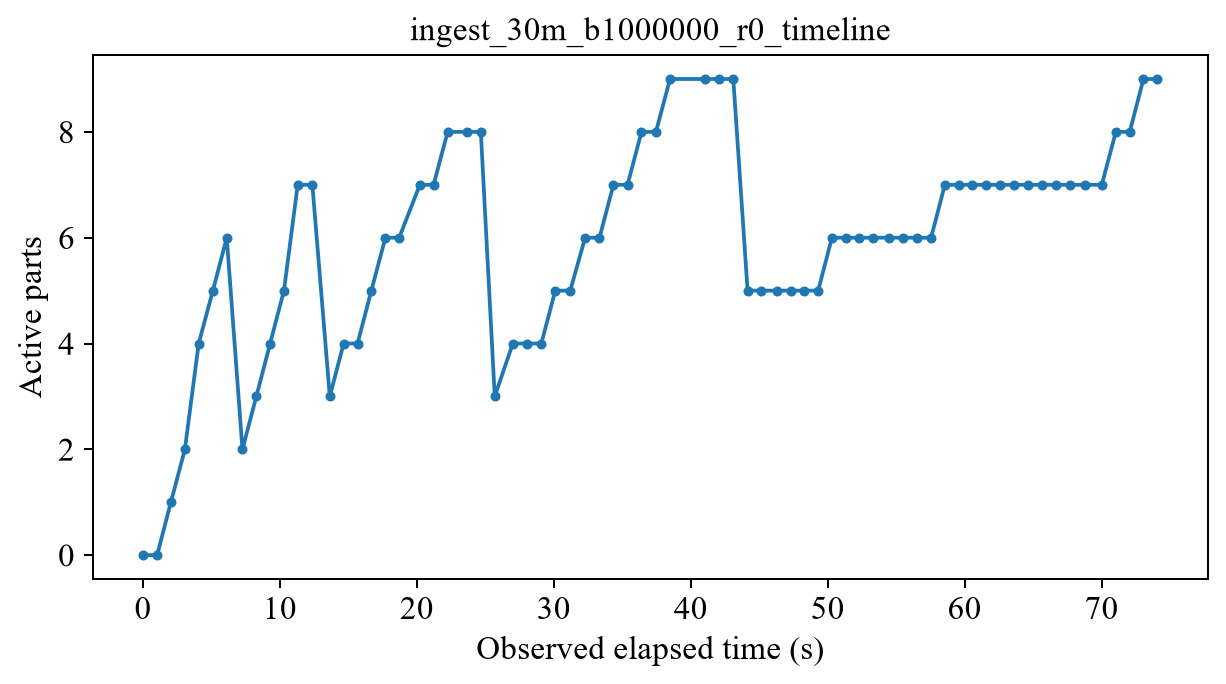 ingest_30m_b1000000_r0_timeline
Active parts
8
6
4
2
0
0 10 20 30 40 50 60 70
Observed elapsed time (s)